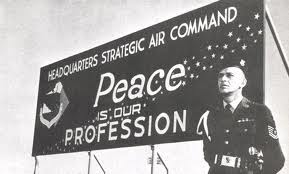 HEADQUARTERS STRATEGIC AIR COMMAND
Peace
IS OUR
PROFESSION